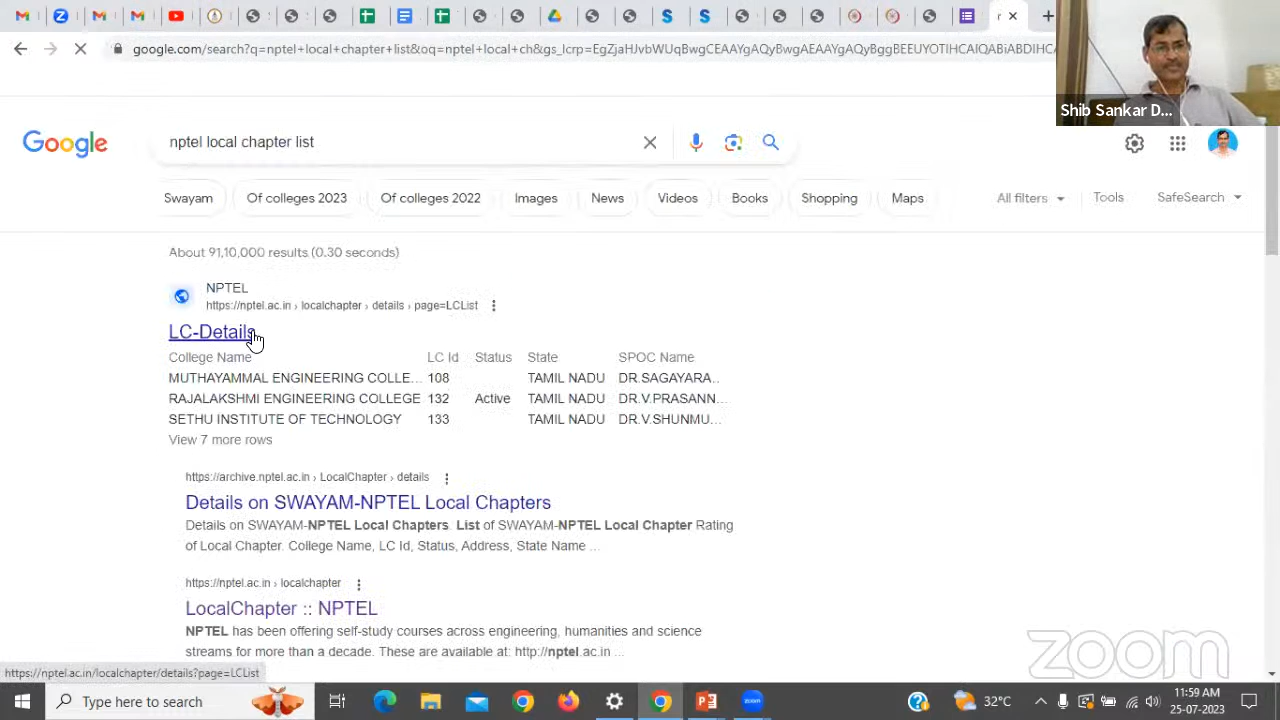 google.com/search?q=nptel+local+chapter+list&oq=nptel+local+ch&gs_lcrp=EgZjaHJvbWUqBwgCEAAYgAQyBwgAEAAYgAQyBggBEEUYOTIHCAIQABiABDIHCA
Shib Sankar D...
Google
nptel local chapter list
Swayam
Of colleges 2023
Of colleges 2022
Images
News
Videos
Books
Shopping
Maps
All filters
Tools
SafeSearch
About 91,10,000 results (0.30 seconds)
NPTEL
https://nptel.ac.in › localchapter › details › page=LCList
LC-Details
College Name LC Id Status State SPOC Name
MUTHAYAMMAL ENGINEERING COLLE... 108 TAMIL NADU DR.SAGAYARA...
RAJALAKSHMI ENGINEERING COLLEGE 132 Active TAMIL NADU DR.V.PRASANN...
SETHU INSTITUTE OF TECHNOLOGY 133 TAMIL NADU DR.V.SHUNMU...
View 7 more rows
https://archive.nptel.ac.in › LocalChapter › details
Details on SWAYAM-NPTEL Local Chapters
Details on SWAYAM-NPTEL Local Chapters. List of SWAYAM-NPTEL Local Chapter Rating
of Local Chapter. College Name, LC Id, Status, Address, State Name ...
https://nptel.ac.in › localchapter
LocalChapter :: NPTEL
NPTEL has been offering self-study courses across engineering, humanities and science
streams for more than a decade. These are available at: http://nptel.ac.in ...
zoom
https://nptel.ac.in/localchapter/details?page=LCList
Type here to search
32°C
11:59 AM
25-07-2023